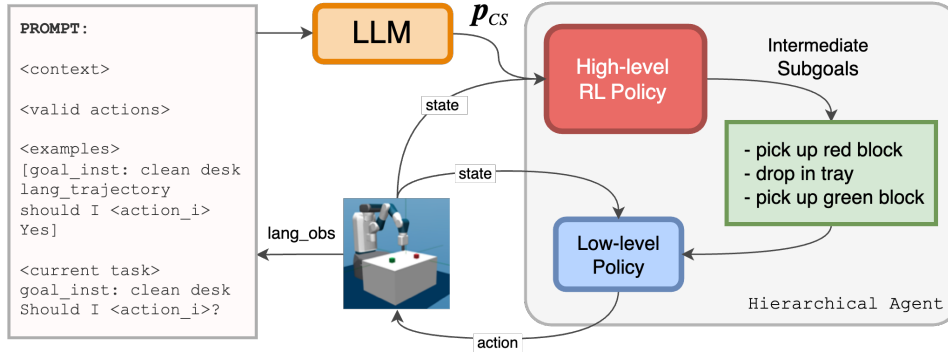 PROMPT:
<context>
<valid actions>
<examples>
[goal_inst: clean desk
lang_trajectory
should I <action_i>
Yes]
<current task>
goal_inst: clean desk
Should I <action_i>?
LLM
p_CS
state
state
lang_obs
action
High-level
RL Policy
Intermediate
Subgoals
- pick up red block
- drop in tray
- pick up green block
Low-level
Policy
Hierarchical Agent